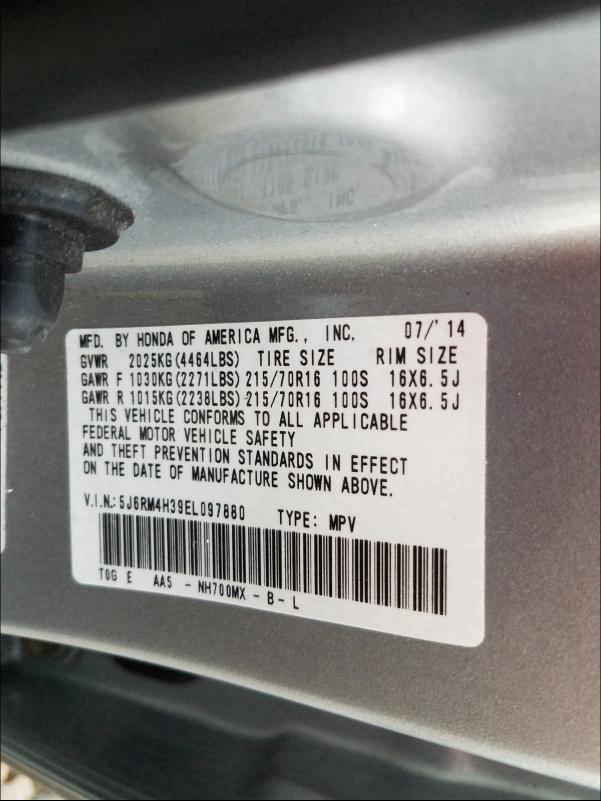 MFD. BY HONDA OF AMERICA MFG., INC. 07/'14
GVWR 2025KG(4464LBS) TIRE SIZE RIM SIZE
GAWR F 1030KG(2271LBS) 215/70R16 100S 16X6.5J
GAWR R 1015KG(2238LBS) 215/70R16 100S 16X6.5J
THIS VEHICLE CONFORMS TO ALL APPLICABLE
FEDERAL MOTOR VEHICLE SAFETY
AND THEFT PREVENTION STANDARDS IN EFFECT
ON THE DATE OF MANUFACTURE SHOWN ABOVE.
V.I.N.: 5J6RM4H39EL097880 TYPE: MPV
T0G E AA5 - NH700MX - B - L